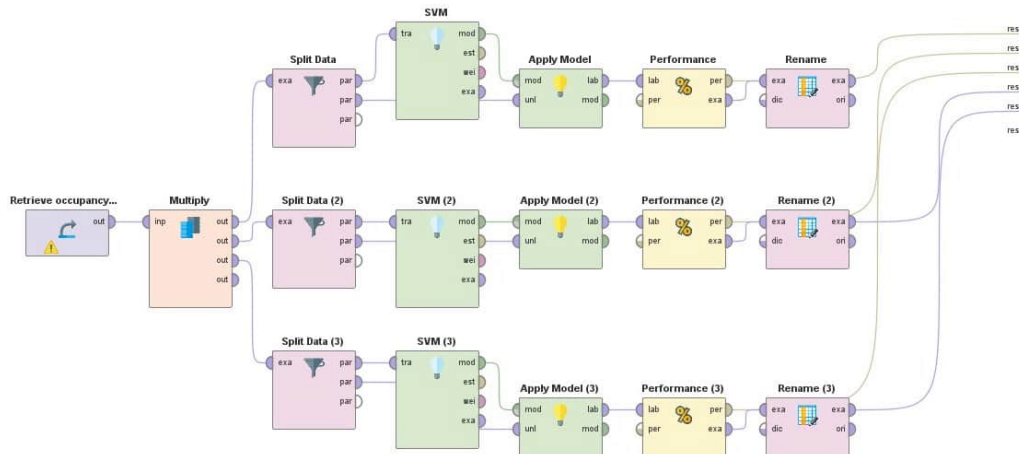 SVM
tra mod
est
wei
exa
Split Data
exa par
par
par
Apply Model
mod lab
unl mod
Performance
lab per
per exa
Rename
exa exa
dic ori
res
res
res
res
res
res
Retrieve occupancy...
out
Multiply
inp out
out
out
out
Split Data (2)
exa par
par
par
SVM (2)
tra mod
est
wei
exa
Apply Model (2)
mod lab
unl mod
Performance (2)
lab per
per exa
Rename (2)
exa exa
dic ori
Split Data (3)
exa par
par
par
SVM (3)
tra mod
est
wei
exa
Apply Model (3)
mod lab
unl mod
Performance (3)
lab per
per exa
Rename (3)
exa exa
dic ori